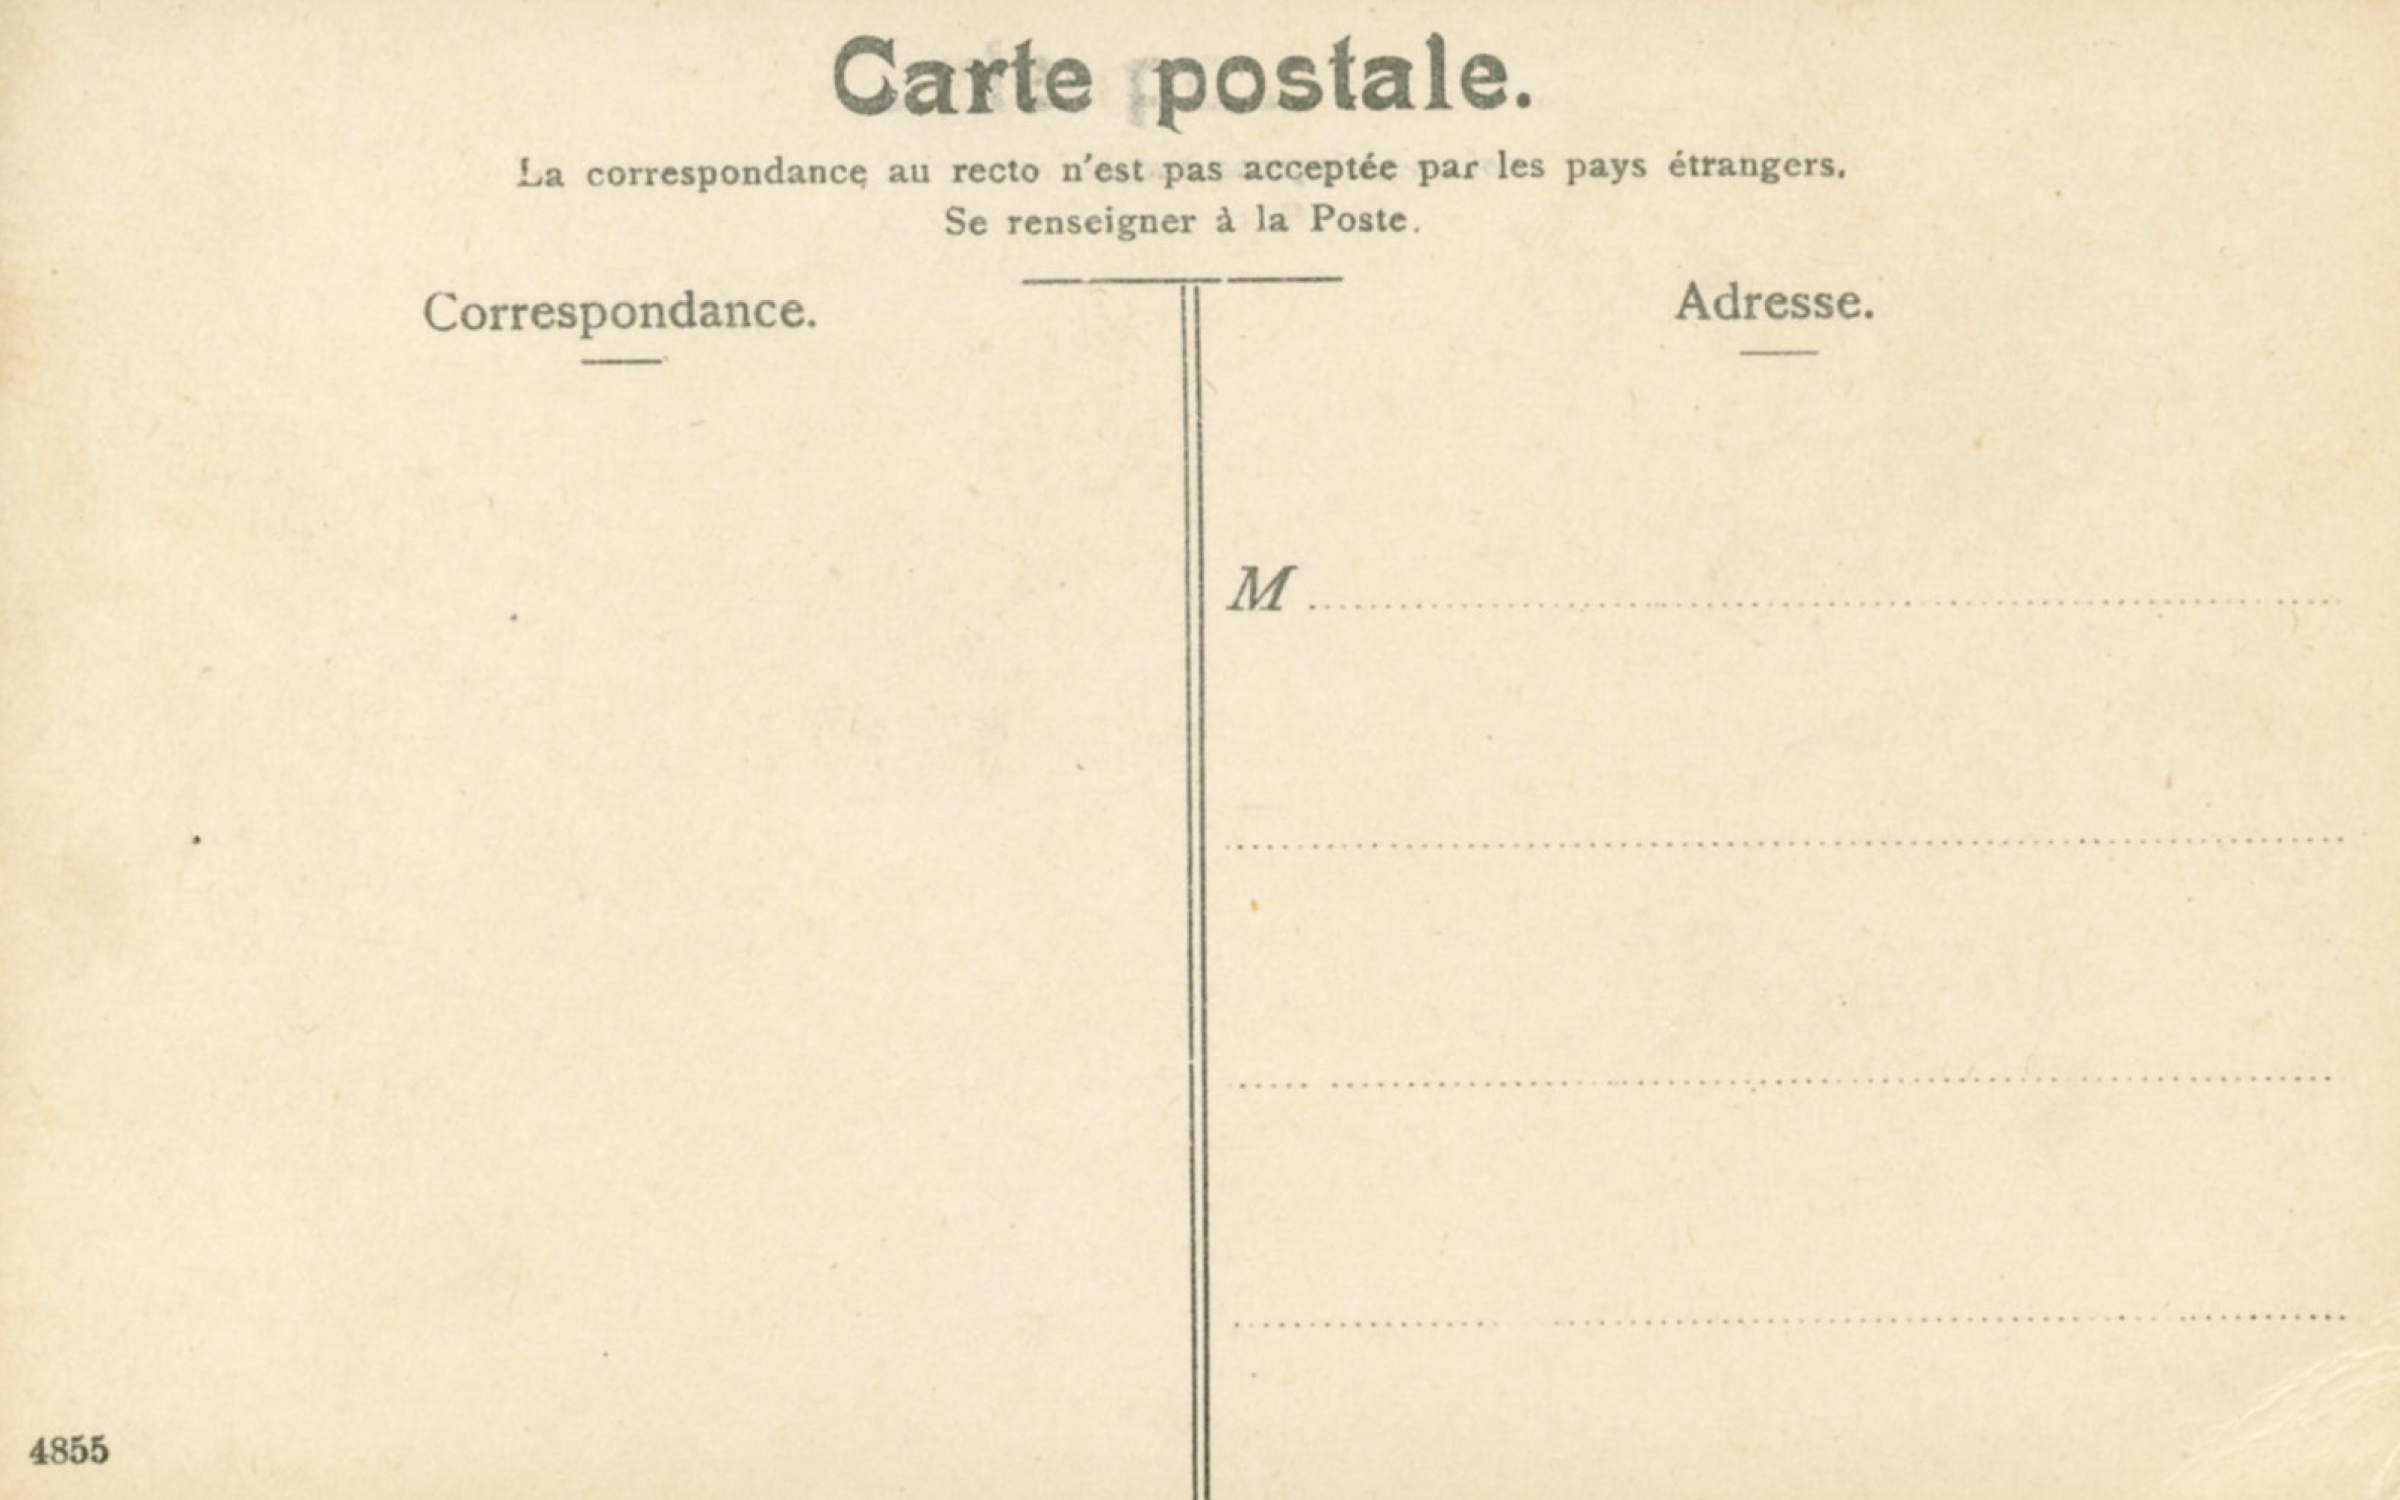 Carte postale.
La correspondance au recto n'est pas acceptée par les pays étrangers.
Se renseigner à la Poste.
Correspondance.
Adresse.
M
4855